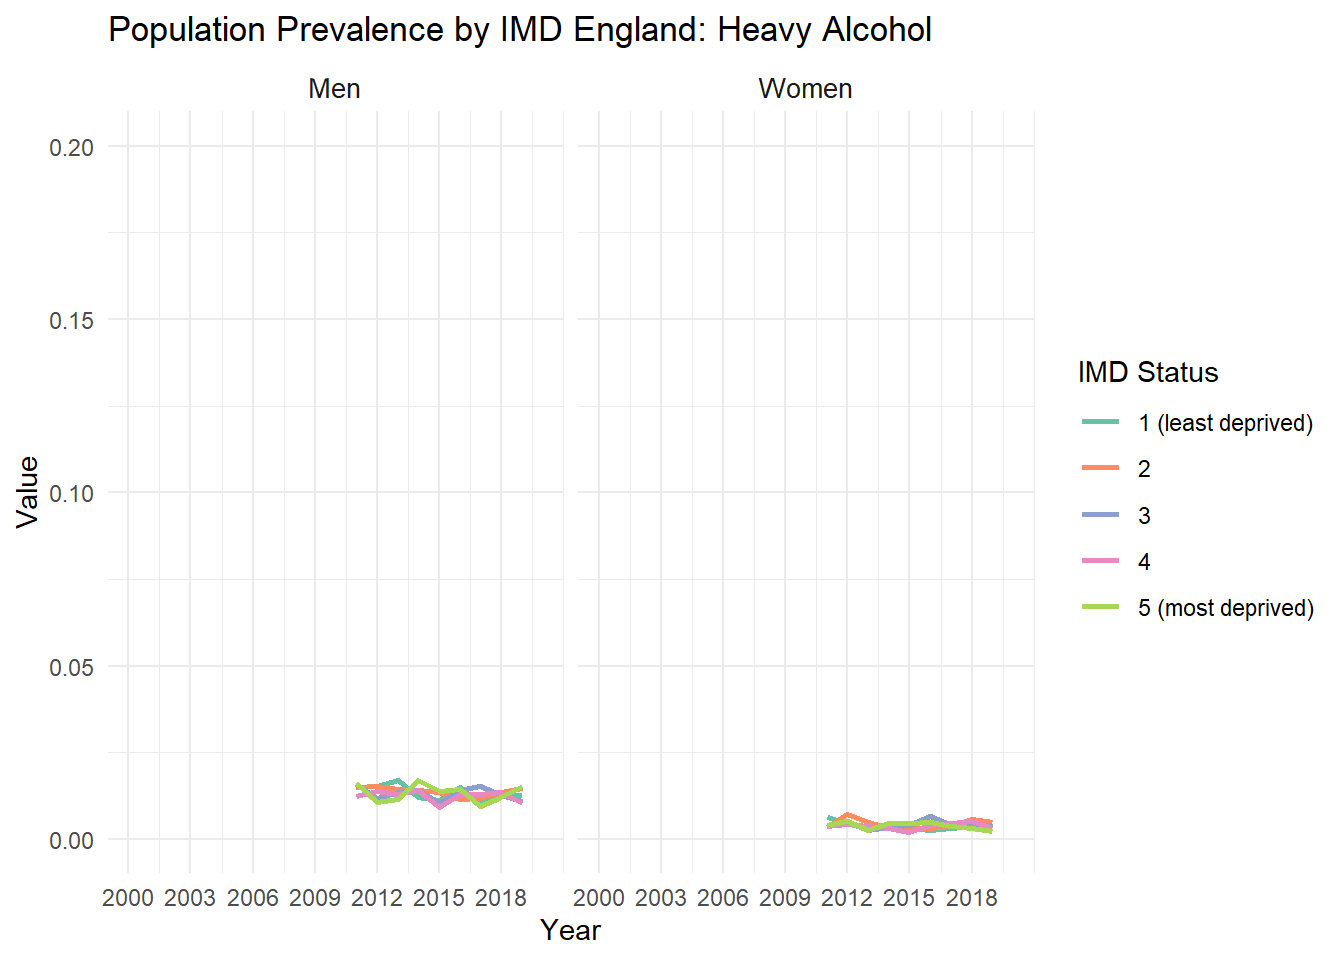 Population Prevalence by IMD England: Heavy Alcohol
Men
Women
0.20
0.15
0.10
0.05
0.00
Value
2000 2003 2006 2009 2012 2015 2018
2000 2003 2006 2009 2012 2015 2018
Year
IMD Status
1 (least deprived)
2
3
4
5 (most deprived)